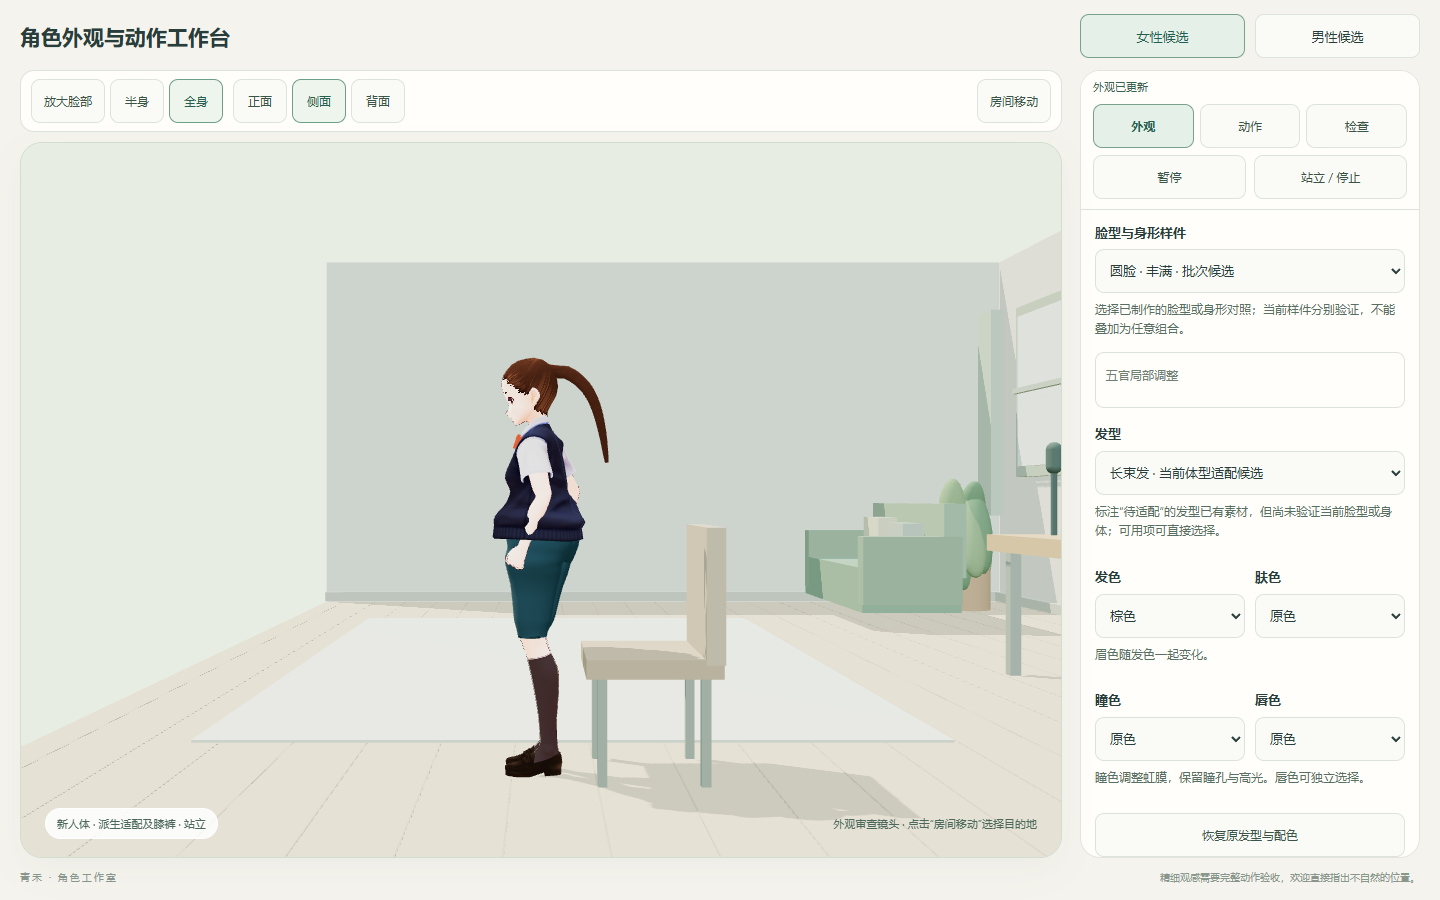 角色外观与动作工作台
女性候选
男性候选
放大脸部
半身
全身
正面
侧面
背面
房间移动
外观已更新
外观
动作
检查
暂停
站立 / 停止
脸型与身形样件
圆脸 · 丰满 · 批次候选
选择已制作的脸型或身形对照；当前样件分别验证，不能
叠加为任意组合。
五官局部调整
发型
长束发 · 当前体型适配候选
标注“待适配”的发型已有素材，但尚未验证当前脸型或身
体；可用项可直接选择。
发色
肤色
棕色
原色
眉色随发色一起变化。
瞳色
唇色
原色
原色
瞳色调整虹膜，保留瞳孔与高光。唇色可独立选择。
恢复原发型与配色
新人体 · 派生适配及膝裤 · 站立
外观审查镜头 · 点击“房间移动”选择目的地
青禾 · 角色工作室
精细观感需要完整动作验收，欢迎直接指出不自然的位置。